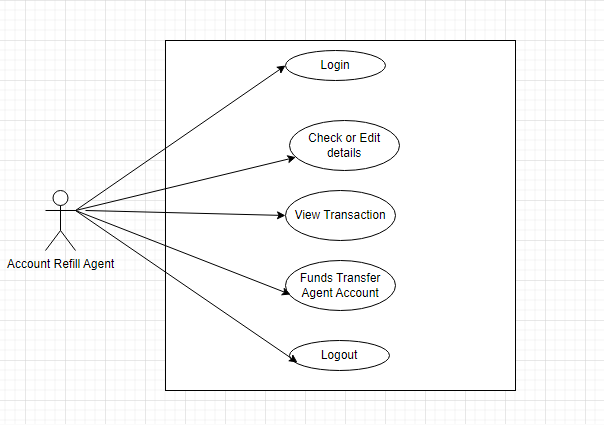 Login
Check or Edit
details
View Transaction
Account Refill Agent
Funds Transfer
Agent Account
Logout